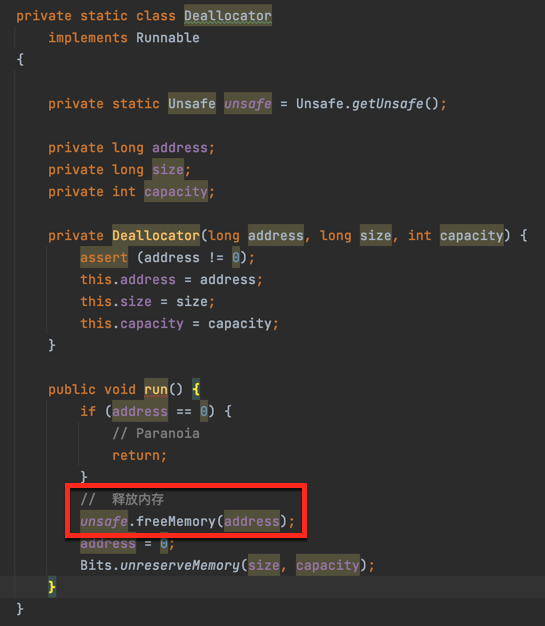 private static class Deallocator
    implements Runnable
{
    private static Unsafe unsafe = Unsafe.getUnsafe();
    private long address;
    private long size;
    private int capacity;
    private Deallocator(long address, long size, int capacity) {
        assert (address != 0);
        this.address = address;
        this.size = size;
        this.capacity = capacity;
    }
    public void run() {
        if (address == 0) {
            // Paranoia
            return;
        }
        //  释放内存
        unsafe.freeMemory(address);
        address = 0;
        Bits.unreserveMemory(size, capacity);
    }
}